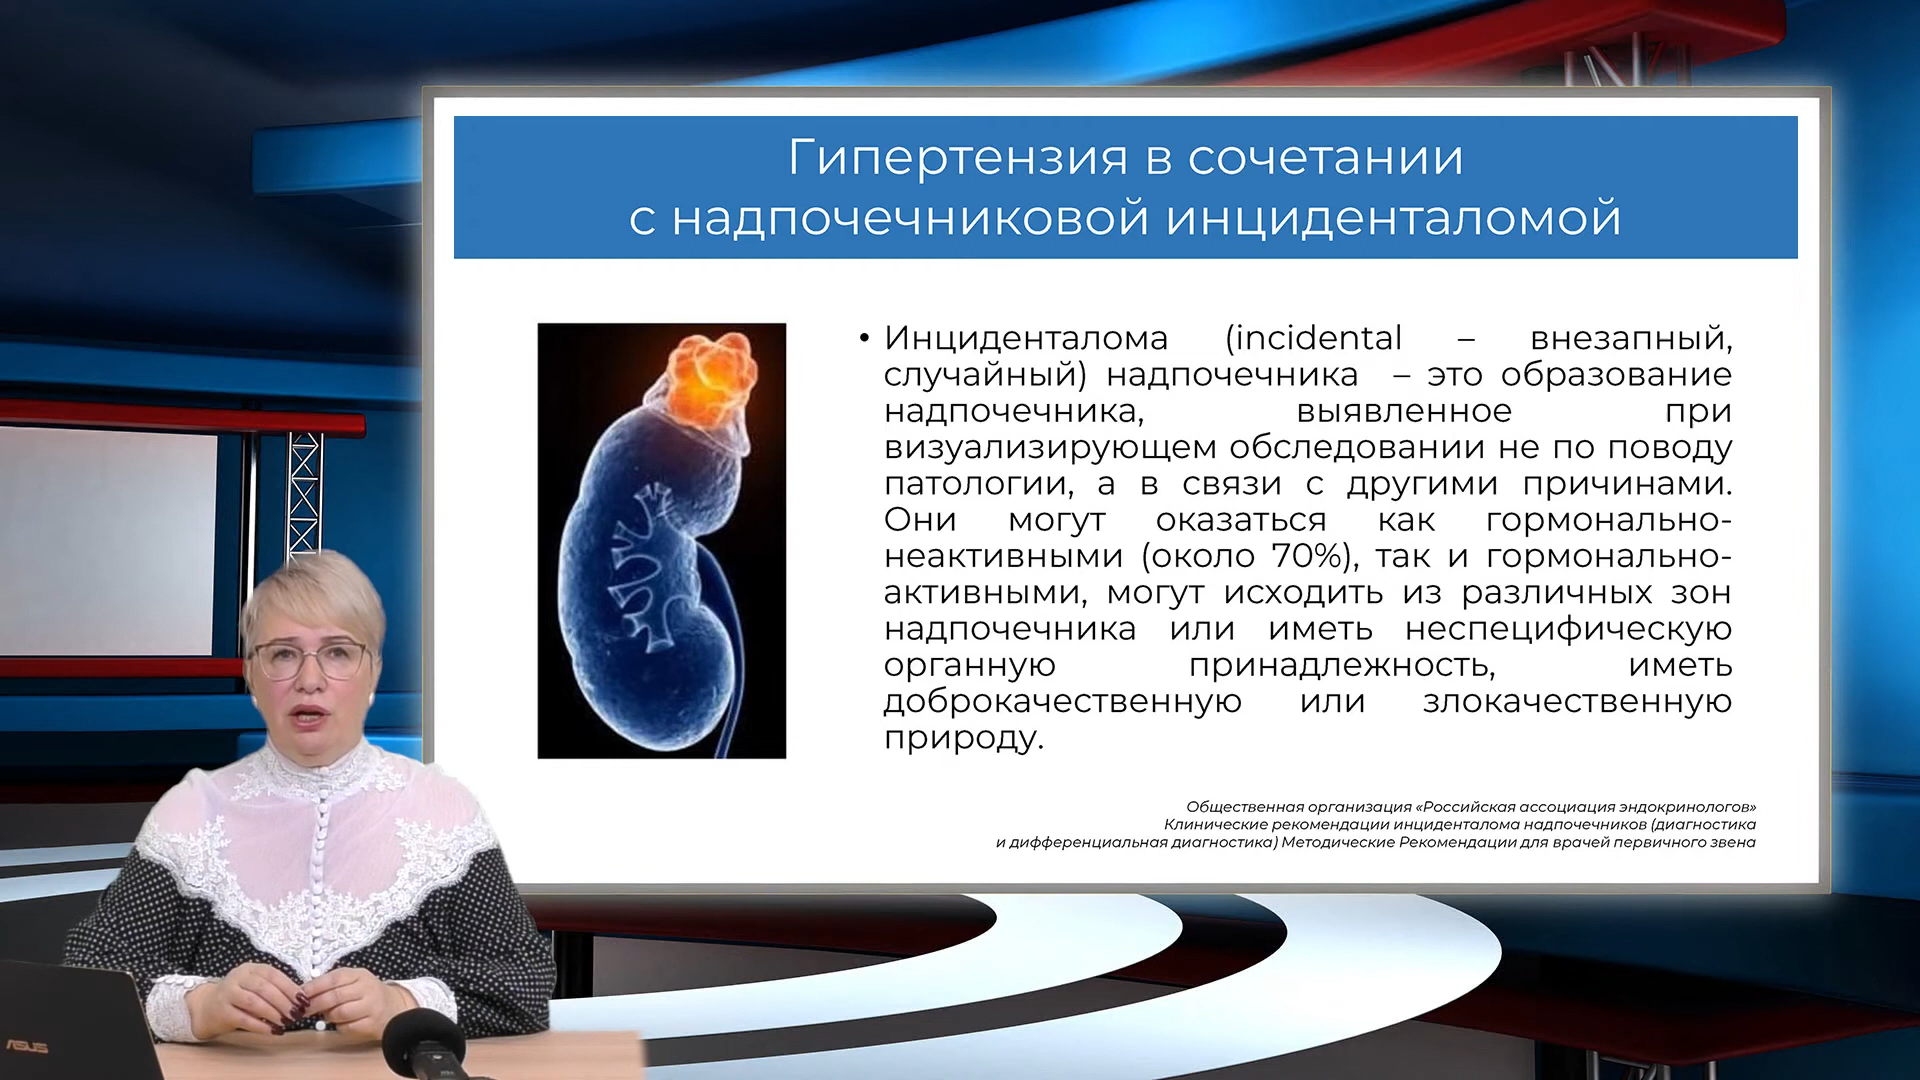 Гипертензия в сочетании
с надпочечниковой инциденталомой
• Инциденталома (incidental – внезапный,
случайный) надпочечника – это образование
надпочечника, выявленное при
визуализирующем обследовании не по поводу
патологии, а в связи с другими причинами.
Они могут оказаться как гормонально-
неактивными (около 70%), так и гормонально-
активными, могут исходить из различных зон
надпочечника или иметь неспецифическую
органную принадлежность, иметь
доброкачественную или злокачественную
природу.
Общественная организация «Российская ассоциация эндокринологов»
Клинические рекомендации инциденталома надпочечников (диагностика
и дифференциальная диагностика) Методические Рекомендации для врачей первичного звена
ASUS